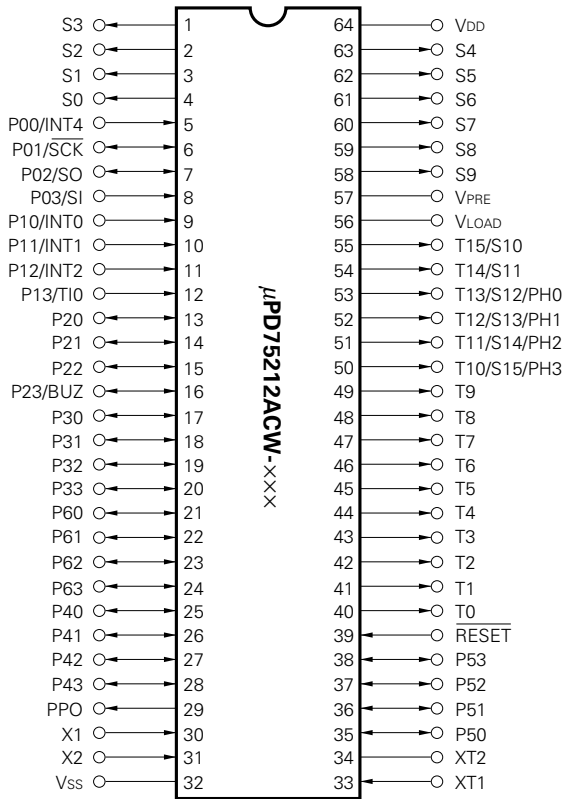 S3 1 64 VDD
S2 2 63 S4
S1 3 62 S5
S0 4 61 S6
P00/INT4 5 60 S7
P01/S̅C̅K̅ 6 59 S8
P02/SO 7 58 S9
P03/SI 8 57 VPRE
P10/INT0 9 56 VLOAD
P11/INT1 10 55 T15/S10
P12/INT2 11 54 T14/S11
P13/TI0 12 53 T13/S12/PH0
P20 13 52 T12/S13/PH1
P21 14 51 T11/S14/PH2
P22 15 50 T10/S15/PH3
P23/BUZ 16 49 T9
P30 17 48 T8
P31 18 47 T7
P32 19 46 T6
P33 20 45 T5
P60 21 44 T4
P61 22 43 T3
P62 23 42 T2
P63 24 41 T1
P40 25 40 T0
P41 26 39 R̅E̅S̅E̅T̅
P42 27 38 P53
P43 28 37 P52
PPO 29 36 P51
X1 30 35 P50
X2 31 34 XT2
VSS 32 33 XT1
μPD75212ACW-×××